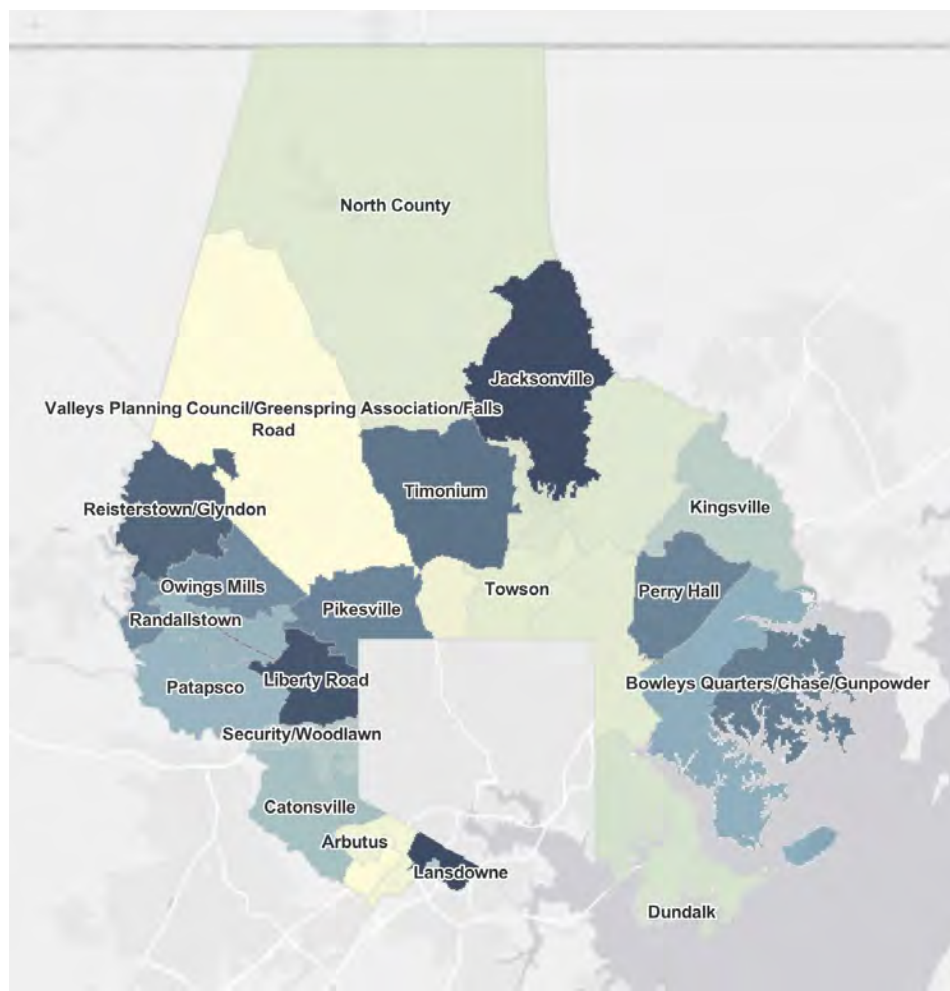 North County
Jacksonville
Valleys Planning Council/Greenspring Association/Falls
Road
Timonium
Reisterstown/Glyndon
Kingsville
Owings Mills
Towson
Perry Hall
Pikesville
Randallstown
Liberty Road
Patapsco
Bowleys Quarters/Chase/Gunpowder
Security/Woodlawn
Catonsville
Arbutus
Lansdowne
Dundalk